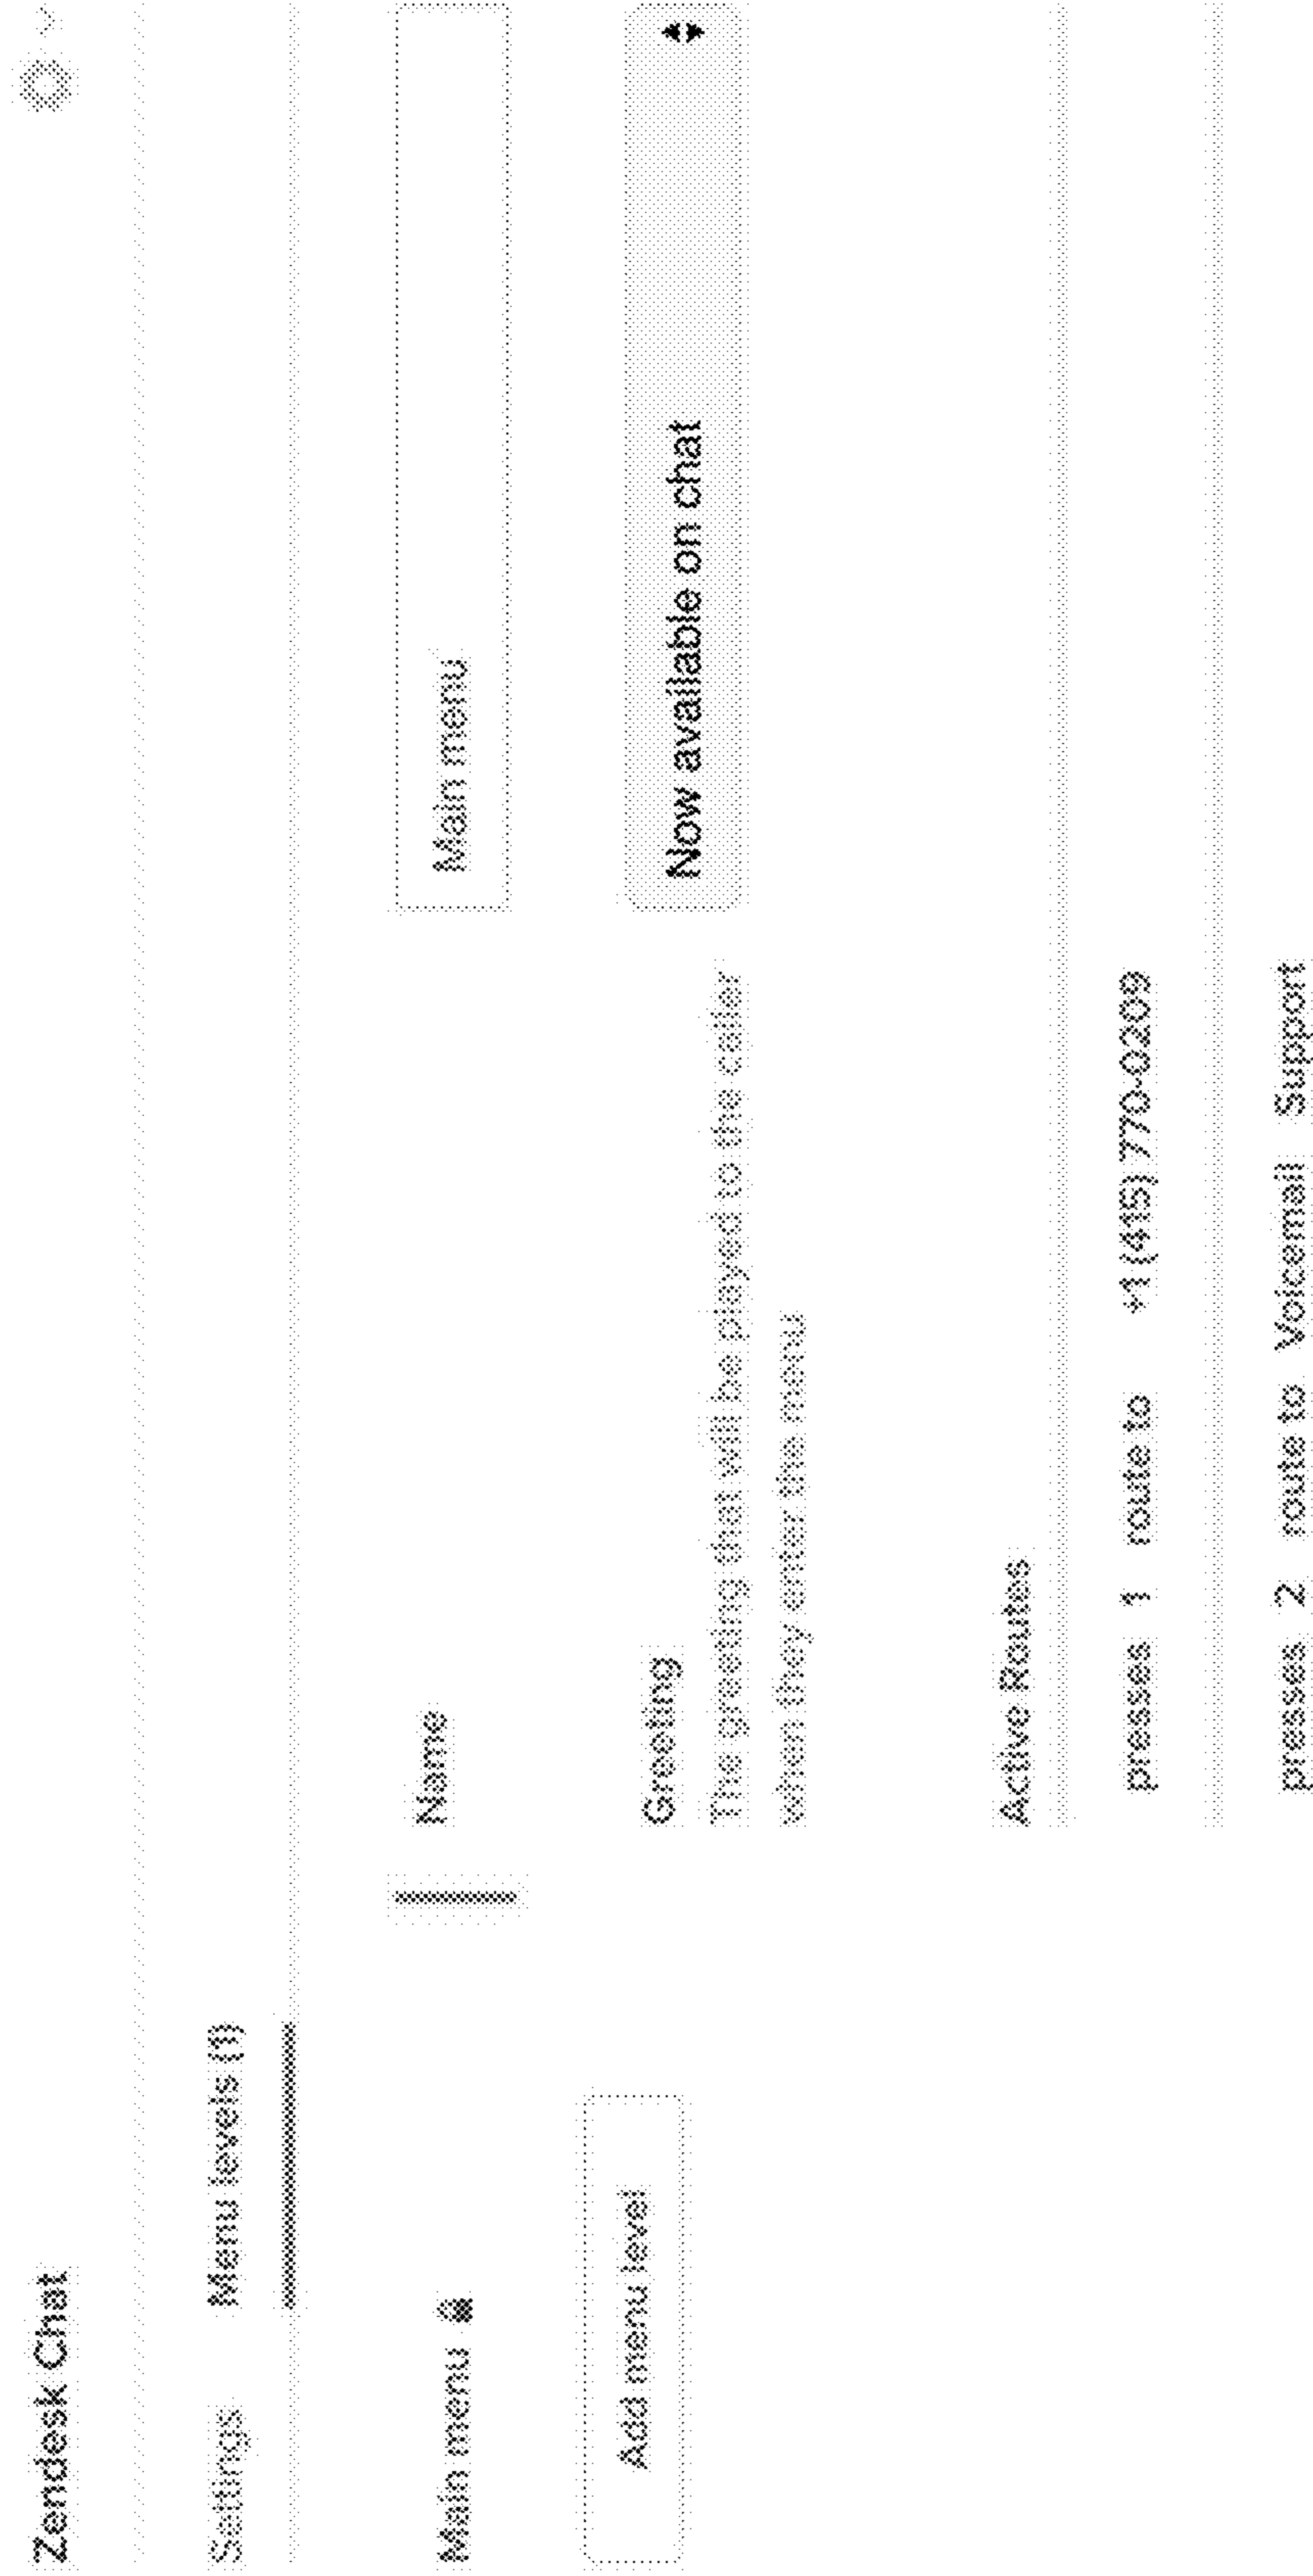 Zendesk Chat
Settings Menu levels (1)
Main menu
Add menu level
Name
Main menu
Greeting
The greeting that will be played to the caller
when they enter the menu
Now available on chat
Active Routes
presses 1 route to +1 (415) 770-0209
presses 2 route to Voicemail Support